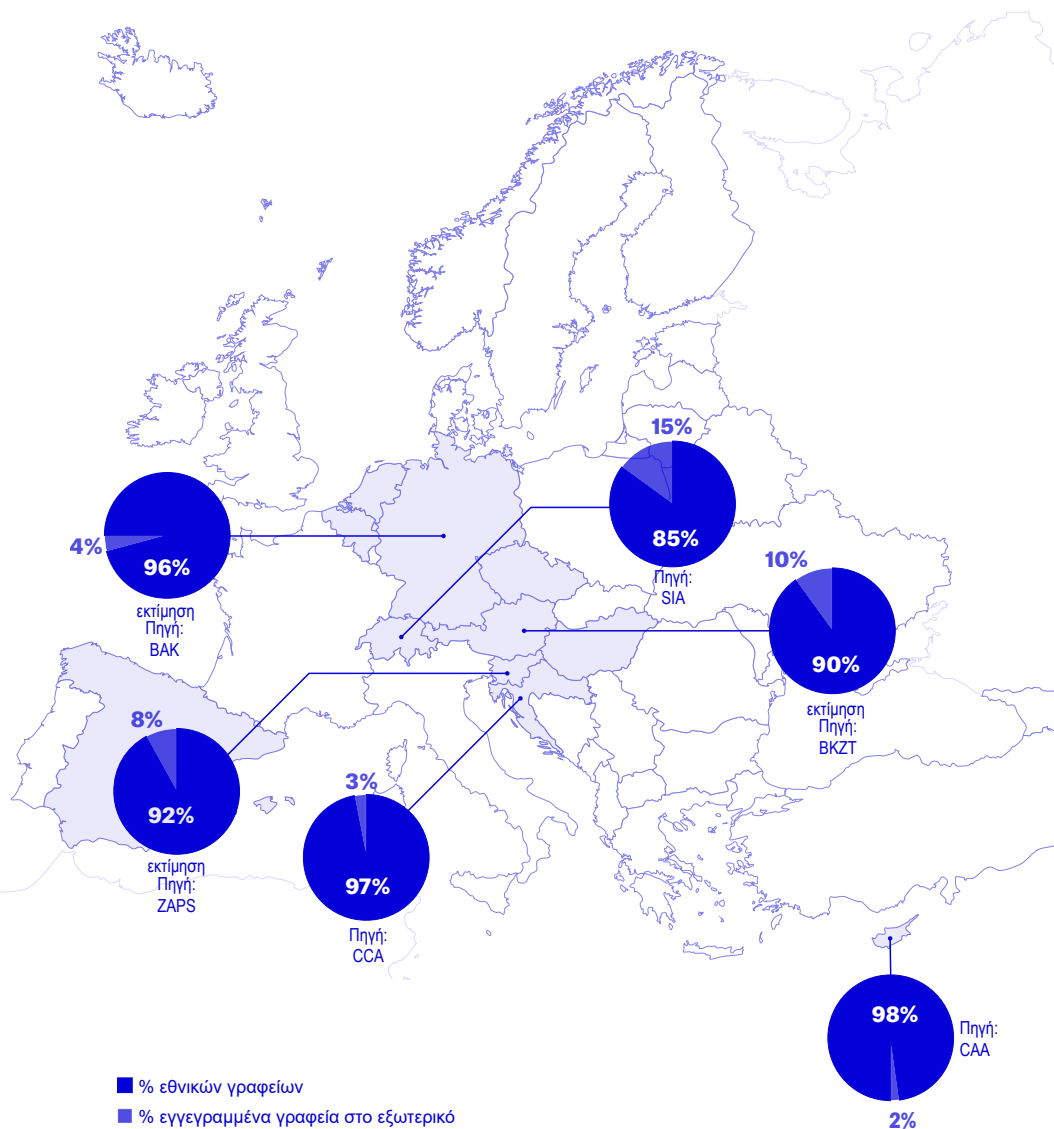 15%
85%
Πηγή:
SIA
4%
96%
εκτίμηση
Πηγή:
BAK
10%
90%
εκτίμηση
Πηγή:
BKZT
8%
92%
εκτίμηση
Πηγή:
ZAPS
3%
97%
Πηγή:
CCA
98%
Πηγή:
CAA
2%
% εθνικών γραφείων
% εγγεγραμμένα γραφεία στο εξωτερικό